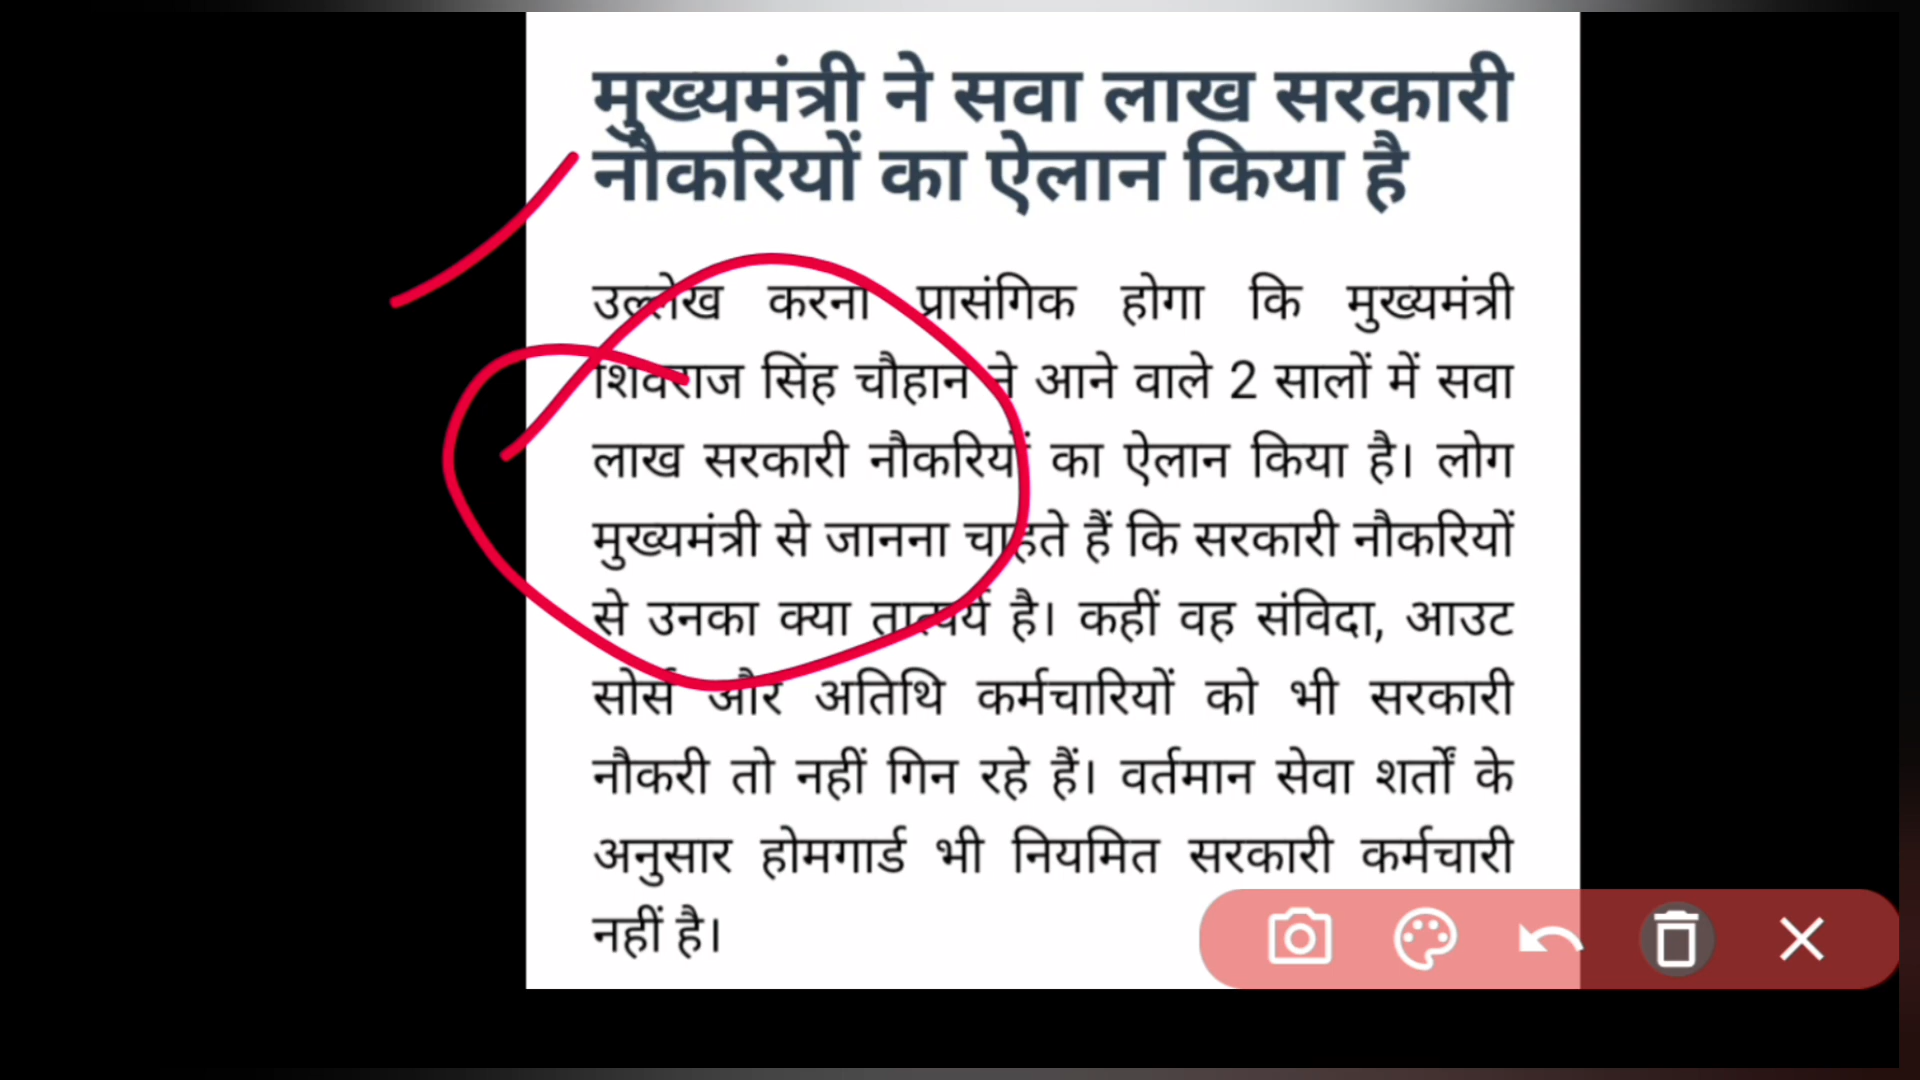 मुख्यमंत्री ने सवा लाख सरकारी
नौकरियों का ऐलान किया है
उल्लेख करना प्रासंगिक होगा कि मुख्यमंत्री
शिवराज सिंह चौहान ने आने वाले 2 सालों में सवा
लाख सरकारी नौकरियों का ऐलान किया है। लोग
मुख्यमंत्री से जानना चाहते हैं कि सरकारी नौकरियों
से उनका क्या तात्पर्य है। कहीं वह संविदा, आउट
सोर्स और अतिथि कर्मचारियों को भी सरकारी
नौकरी तो नहीं गिन रहे हैं। वर्तमान सेवा शर्तों के
अनुसार होमगार्ड भी नियमित सरकारी कर्मचारी
नहीं है।